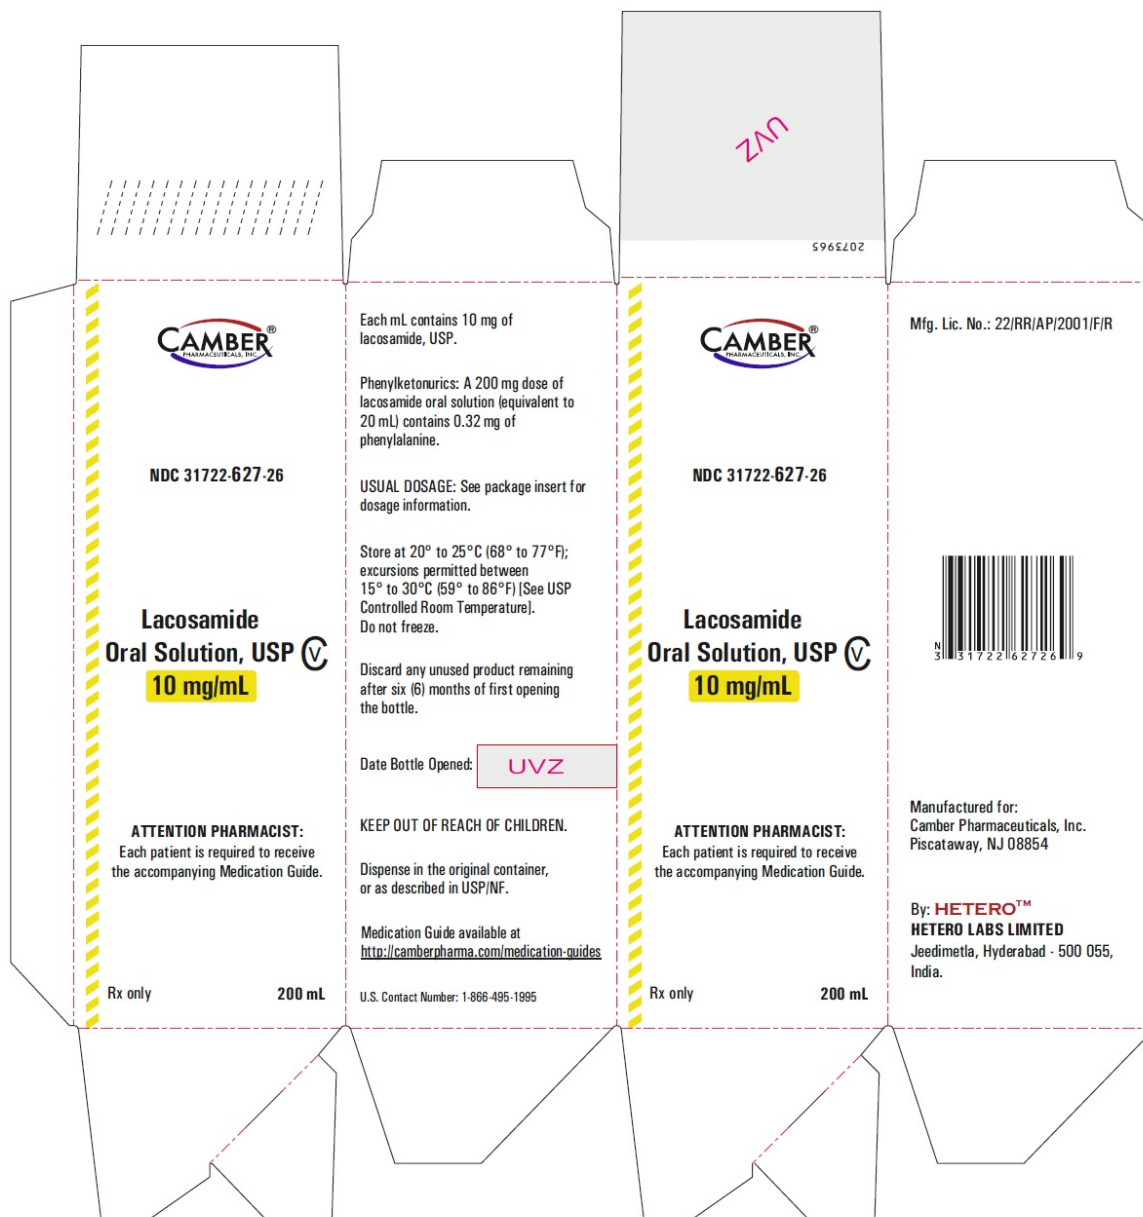 UVZ
2073965
CAMBER®
PHARMACEUTICALS, INC.
NDC 31722-627-26
Lacosamide
Oral Solution, USP CV
10 mg/mL
ATTENTION PHARMACIST:
Each patient is required to receive
the accompanying Medication Guide.
Rx only 200 mL
Each mL contains 10 mg of
lacosamide, USP.
Phenylketonurics: A 200 mg dose of
lacosamide oral solution (equivalent to
20 mL) contains 0.32 mg of
phenylalanine.
USUAL DOSAGE: See package insert for
dosage information.
Store at 20° to 25°C (68° to 77°F);
excursions permitted between
15° to 30°C (59° to 86°F) [See USP
Controlled Room Temperature].
Do not freeze.
Discard any unused product remaining
after six (6) months of first opening
the bottle.
Date Bottle Opened: UVZ
KEEP OUT OF REACH OF CHILDREN.
Dispense in the original container,
or as described in USP/NF.
Medication Guide available at
http://camberpharma.com/medication-guides
U.S. Contact Number: 1-866-495-1995
CAMBER®
PHARMACEUTICALS, INC.
NDC 31722-627-26
Lacosamide
Oral Solution, USP CV
10 mg/mL
ATTENTION PHARMACIST:
Each patient is required to receive
the accompanying Medication Guide.
Rx only 200 mL
Mfg. Lic. No.: 22/RR/AP/2001/F/R
N
3 31722 62726 9
Manufactured for:
Camber Pharmaceuticals, Inc.
Piscataway, NJ 08854
By: HETERO™
HETERO LABS LIMITED
Jeedimetla, Hyderabad - 500 055,
India.